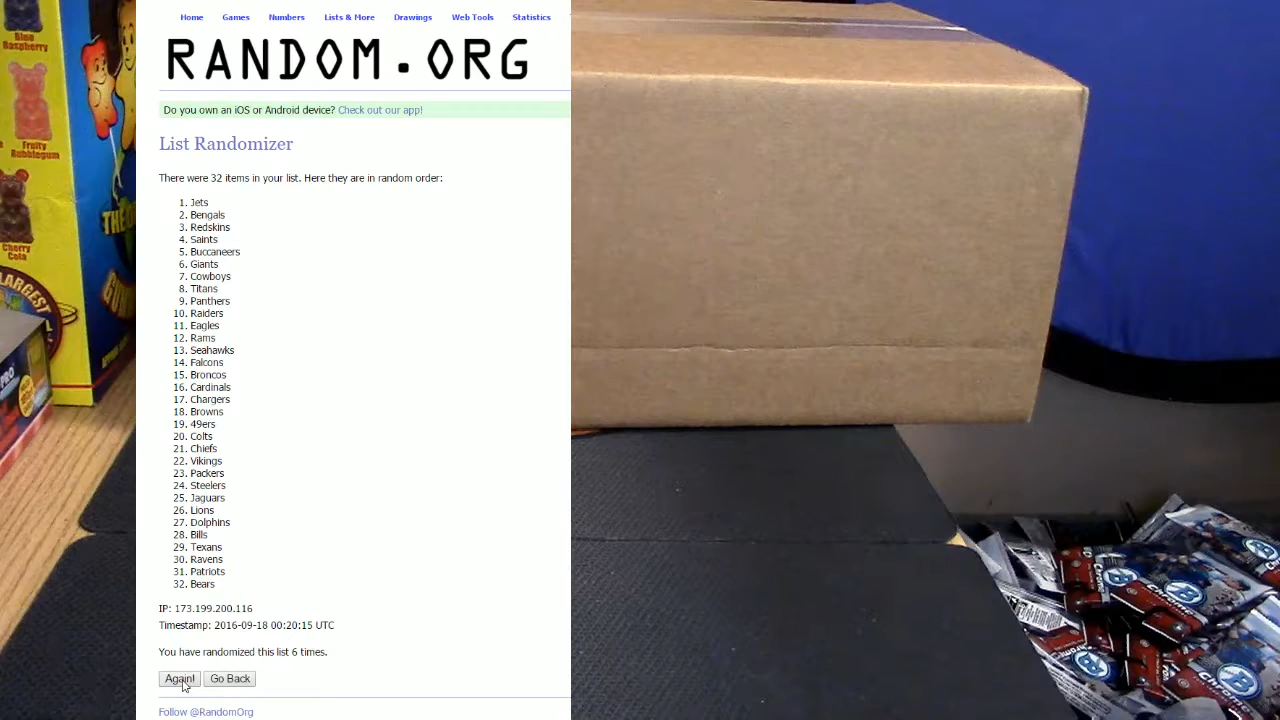 Home Games Numbers Lists & More Drawings Web Tools Statistics
RANDOM.ORG
Do you own an iOS or Android device? Check out our app!
List Randomizer
There were 32 items in your list. Here they are in random order:
1. Jets
2. Bengals
3. Redskins
4. Saints
5. Buccaneers
6. Giants
7. Cowboys
8. Titans
9. Panthers
10. Raiders
11. Eagles
12. Rams
13. Seahawks
14. Falcons
15. Broncos
16. Cardinals
17. Chargers
18. Browns
19. 49ers
20. Colts
21. Chiefs
22. Vikings
23. Packers
24. Steelers
25. Jaguars
26. Lions
27. Dolphins
28. Bills
29. Texans
30. Ravens
31. Patriots
32. Bears
IP: 173.199.200.116
Timestamp: 2016-09-18 00:20:15 UTC
You have randomized this list 6 times.
Again! Go Back
Follow @RandomOrg
Blue
Raspberry
Fruity
Bubblegum
Cherry
Cola
LARGEST
THE
PRO
Chrome
Chrome
Chrome
Chrome